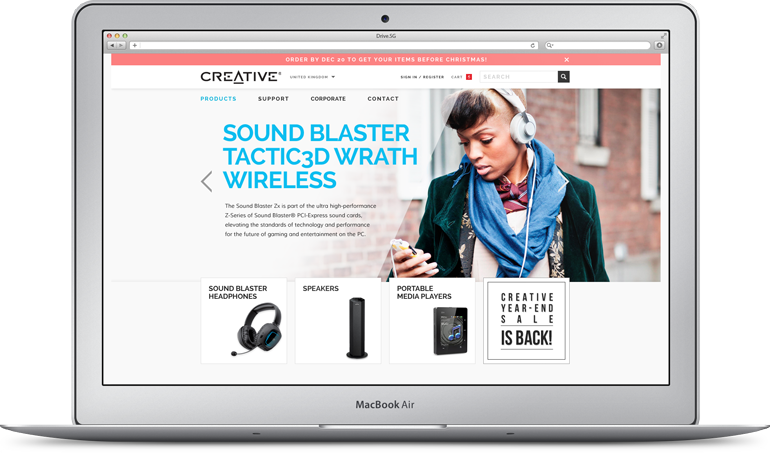 Drive.SG
ORDER BY DEC 20 TO GET YOUR ITEMS BEFORE CHRISTMAS!
CREATIVE®
UNITED KINGDOM
SIGN IN / REGISTER
CART
SEARCH
PRODUCTS
SUPPORT
CORPORATE
CONTACT
SOUND BLASTER
TACTIC3D WRATH
WIRELESS
The Sound Blaster Zx is part of the ultra high-performance
Z-Series of Sound Blaster® PCI-Express sound cards,
elevating the standards of technology and performance
for the future of gaming and entertainment on the PC.
SOUND BLASTER
HEADPHONES
SPEAKERS
PORTABLE
MEDIA PLAYERS
CREATIVE
YEAR-END
SALE
IS BACK!
MacBook Air